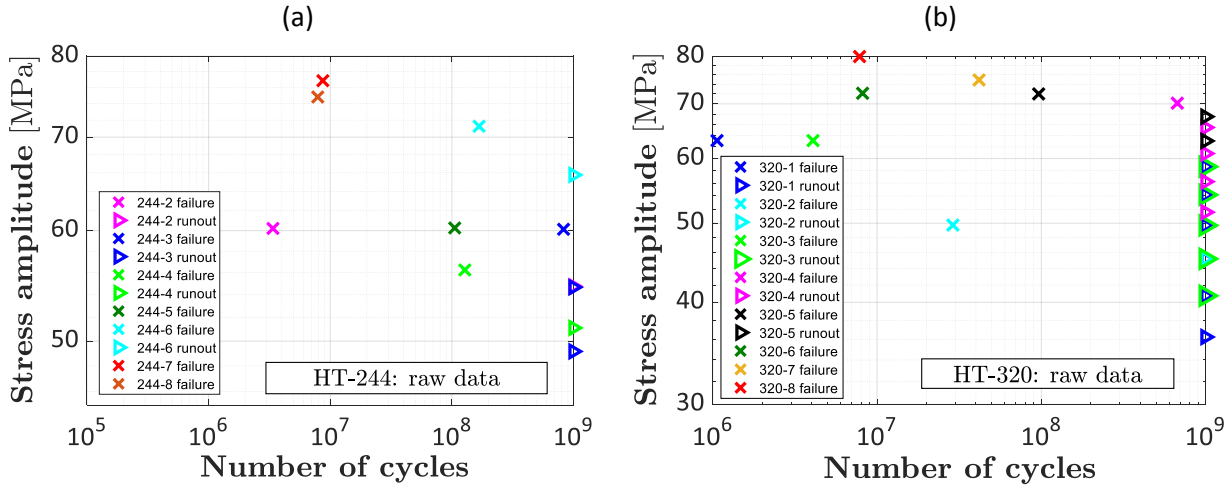 (a)
80
70
60
50
Stress amplitude [MPa]
244-2 failure
244-2 runout
244-3 failure
244-3 runout
244-4 failure
244-4 runout
244-5 failure
244-6 failure
244-6 runout
244-7 failure
244-8 failure
HT-244: raw data
10^5 10^6 10^7 10^8 10^9
Number of cycles
(b)
80
70
60
50
40
30
Stress amplitude [MPa]
320-1 failure
320-1 runout
320-2 failure
320-2 runout
320-3 failure
320-3 runout
320-4 failure
320-4 runout
320-5 failure
320-5 runout
320-6 failure
320-7 failure
320-8 failure
HT-320: raw data
10^6 10^7 10^8 10^9
Number of cycles